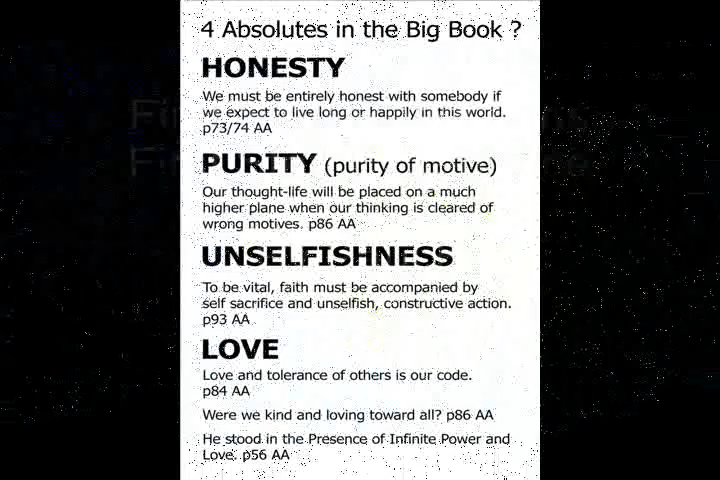 4 Absolutes in the Big Book ?
HONESTY
We must be entirely honest with somebody if
we expect to live long or happily in this world.
p73/74 AA
PURITY (purity of motive)
Our thought-life will be placed on a much
higher plane when our thinking is cleared of
wrong motives. p86 AA
UNSELFISHNESS
To be vital, faith must be accompanied by
self sacrifice and unselfish, constructive action.
p93 AA
LOVE
Love and tolerance of others is our code.
p84 AA
Were we kind and loving toward all? p86 AA
He stood in the Presence of Infinite Power and
Love. p56 AA